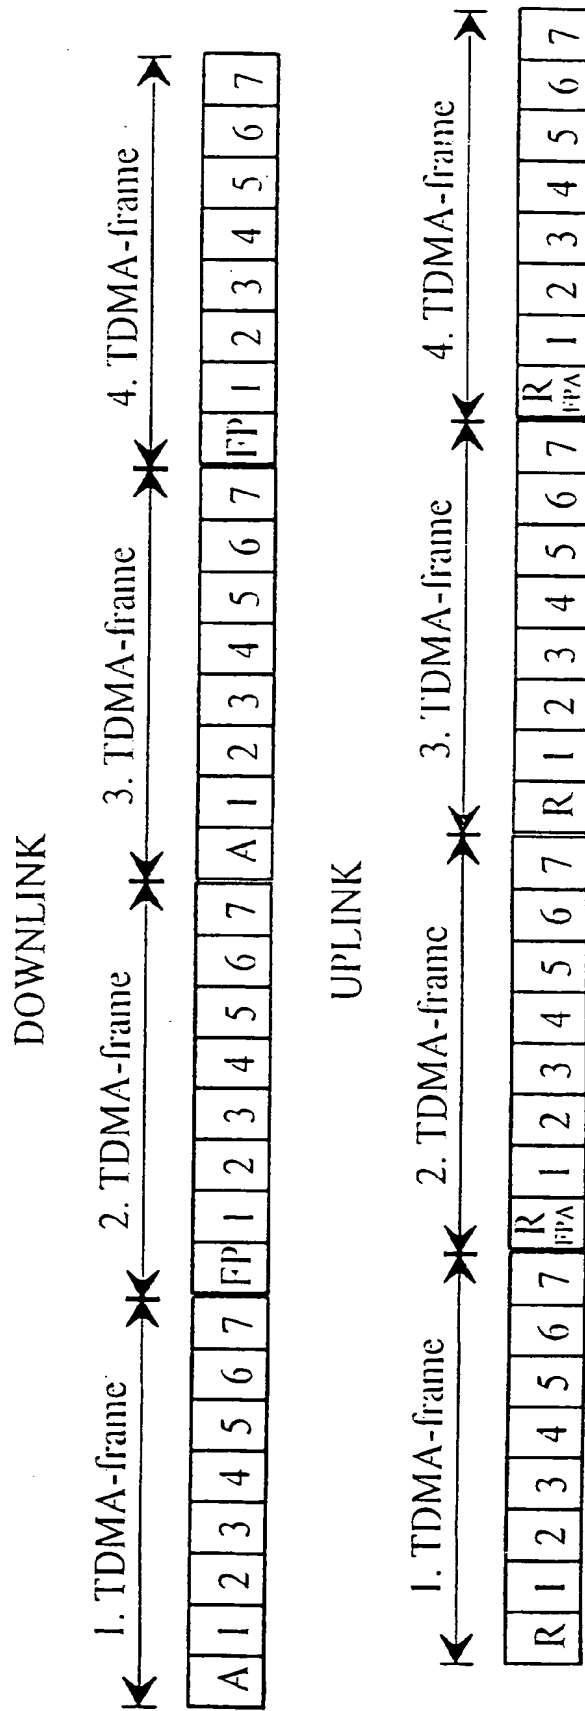 DOWNLINK
1. TDMA-frame 2. TDMA-frame 3. TDMA-frame 4. TDMA-frame
A 1 2 3 4 5 6 7 FP 1 2 3 4 5 6 7 A 1 2 3 4 5 6 7 FP 1 2 3 4 5 6 7
UPLINK
1. TDMA-frame 2. TDMA-frame 3. TDMA-frame 4. TDMA-frame
R 1 2 3 4 5 6 7 R FPA 1 2 3 4 5 6 7 R 1 2 3 4 5 6 7 R FPA 1 2 3 4 5 6 7